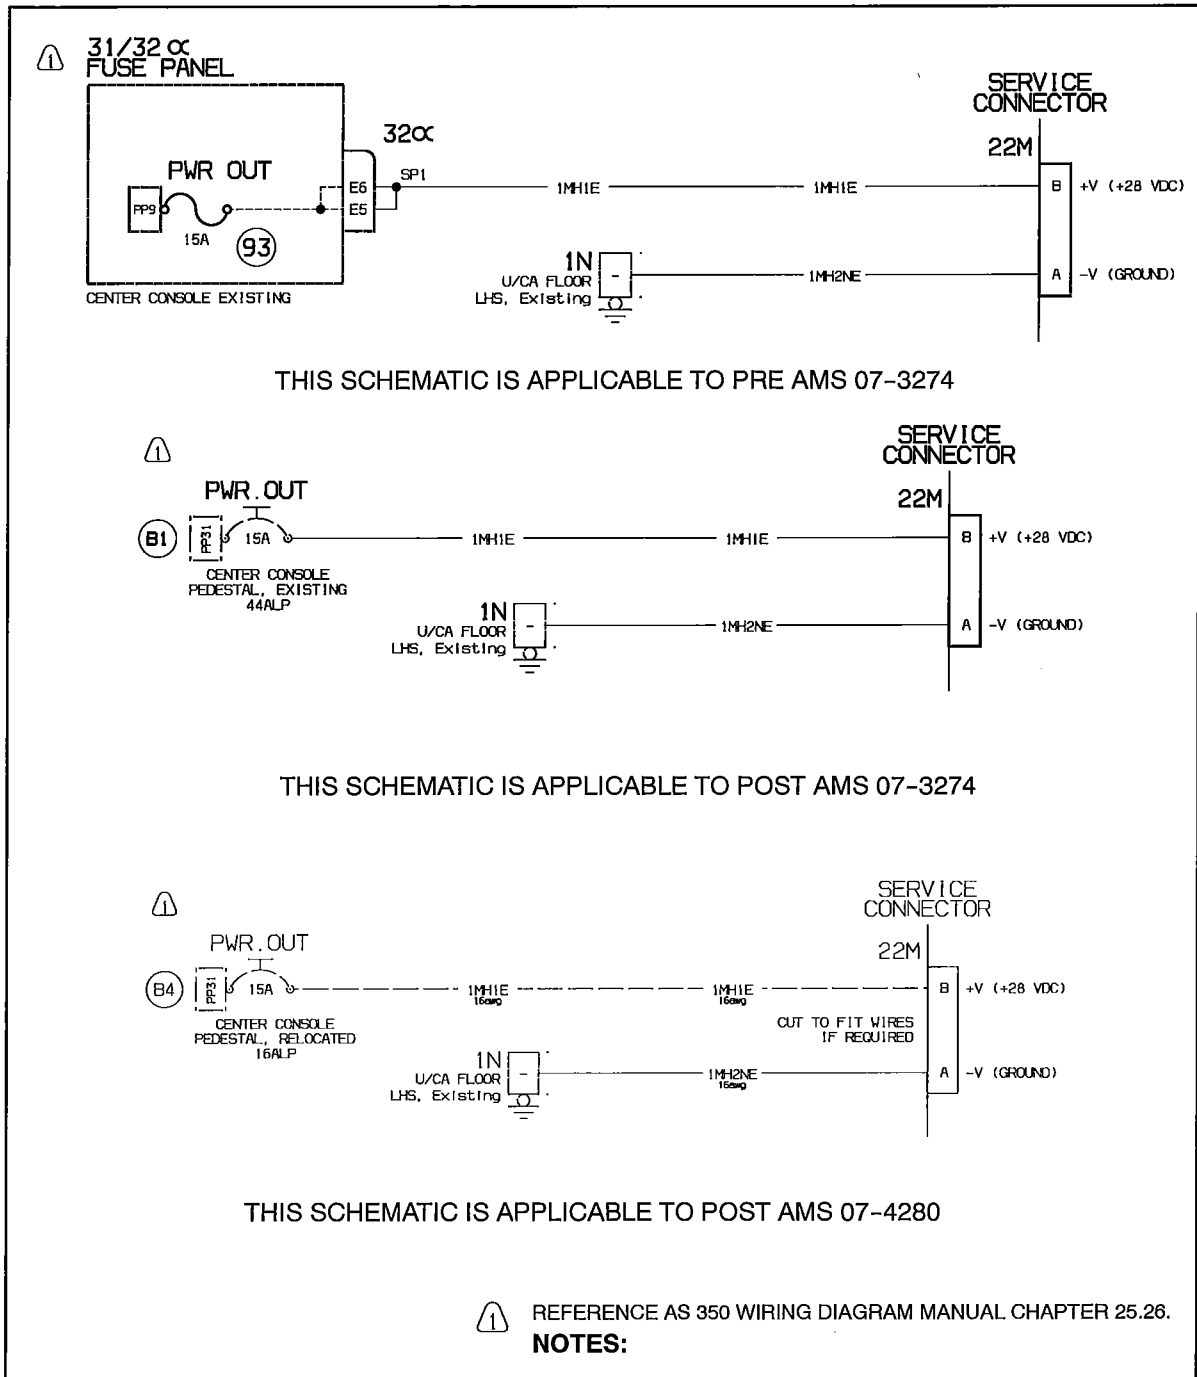 1
31/32 ∝
FUSE PANEL
32∝
PWR OUT
PP9
15A
93
E6
E5
SP1
CENTER CONSOLE EXISTING
1MH1E
1MH1E
SERVICE
CONNECTOR
22M
B
+V (+28 VDC)
1N
U/CA FLOOR
LHS, Existing
-
1MH2NE
A
-V (GROUND)
THIS SCHEMATIC IS APPLICABLE TO PRE AMS 07-3274
1
PWR.OUT
B1
PP31
15A
CENTER CONSOLE
PEDESTAL, EXISTING
44ALP
1MH1E
1MH1E
SERVICE
CONNECTOR
22M
B
+V (+28 VDC)
1N
U/CA FLOOR
LHS, Existing
-
1MH2NE
A
-V (GROUND)
THIS SCHEMATIC IS APPLICABLE TO POST AMS 07-3274
1
PWR.OUT
B4
PP31
15A
CENTER CONSOLE
PEDESTAL, RELOCATED
16ALP
1MH1E
16awg
1MH1E
16awg
SERVICE
CONNECTOR
22M
B
+V (+28 VDC)
CUT TO FIT WIRES
IF REQUIRED
1N
U/CA FLOOR
LHS, Existing
-
1MH2NE
16awg
A
-V (GROUND)
THIS SCHEMATIC IS APPLICABLE TO POST AMS 07-4280
1
REFERENCE AS 350 WIRING DIAGRAM MANUAL CHAPTER 25.26.
NOTES: